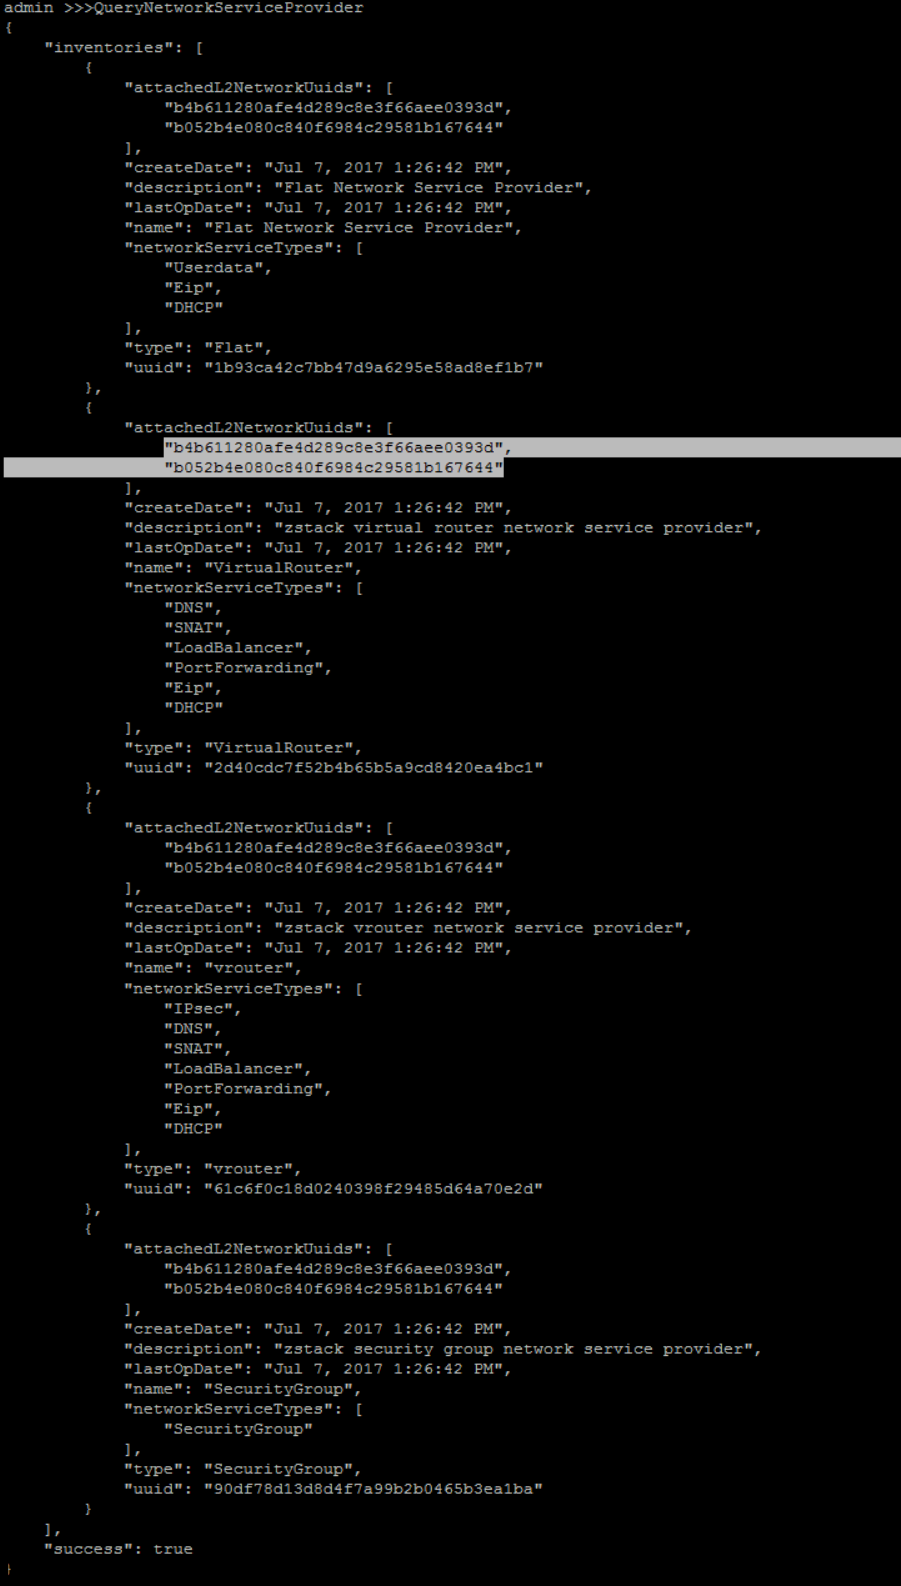 admin >>>QueryNetworkServiceProvider
{
    "inventories": [
        {
            "attachedL2NetworkUuids": [
                "b4b611280afe4d289c8e3f66aee0393d",
                "b052b4e080c840f6984c29581b167644"
            ],
            "createDate": "Jul 7, 2017 1:26:42 PM",
            "description": "Flat Network Service Provider",
            "lastOpDate": "Jul 7, 2017 1:26:42 PM",
            "name": "Flat Network Service Provider",
            "networkServiceTypes": [
                "Userdata",
                "Eip",
                "DHCP"
            ],
            "type": "Flat",
            "uuid": "1b93ca42c7bb47d9a6295e58ad8ef1b7"
        },
        {
            "attachedL2NetworkUuids": [
                "b4b611280afe4d289c8e3f66aee0393d",
                "b052b4e080c840f6984c29581b167644"
            ],
            "createDate": "Jul 7, 2017 1:26:42 PM",
            "description": "zstack virtual router network service provider",
            "lastOpDate": "Jul 7, 2017 1:26:42 PM",
            "name": "VirtualRouter",
            "networkServiceTypes": [
                "DNS",
                "SNAT",
                "LoadBalancer",
                "PortForwarding",
                "Eip",
                "DHCP"
            ],
            "type": "VirtualRouter",
            "uuid": "2d40cdc7f52b4b65b5a9cd8420ea4bc1"
        },
        {
            "attachedL2NetworkUuids": [
                "b4b611280afe4d289c8e3f66aee0393d",
                "b052b4e080c840f6984c29581b167644"
            ],
            "createDate": "Jul 7, 2017 1:26:42 PM",
            "description": "zstack vrouter network service provider",
            "lastOpDate": "Jul 7, 2017 1:26:42 PM",
            "name": "vrouter",
            "networkServiceTypes": [
                "IPsec",
                "DNS",
                "SNAT",
                "LoadBalancer",
                "PortForwarding",
                "Eip",
                "DHCP"
            ],
            "type": "vrouter",
            "uuid": "61c6f0c18d0240398f29485d64a70e2d"
        },
        {
            "attachedL2NetworkUuids": [
                "b4b611280afe4d289c8e3f66aee0393d",
                "b052b4e080c840f6984c29581b167644"
            ],
            "createDate": "Jul 7, 2017 1:26:42 PM",
            "description": "zstack security group network service provider",
            "lastOpDate": "Jul 7, 2017 1:26:42 PM",
            "name": "SecurityGroup",
            "networkServiceTypes": [
                "SecurityGroup"
            ],
            "type": "SecurityGroup",
            "uuid": "90df78d13d8d4f7a99b2b0465b3ea1ba"
        }
    ],
    "success": true
}